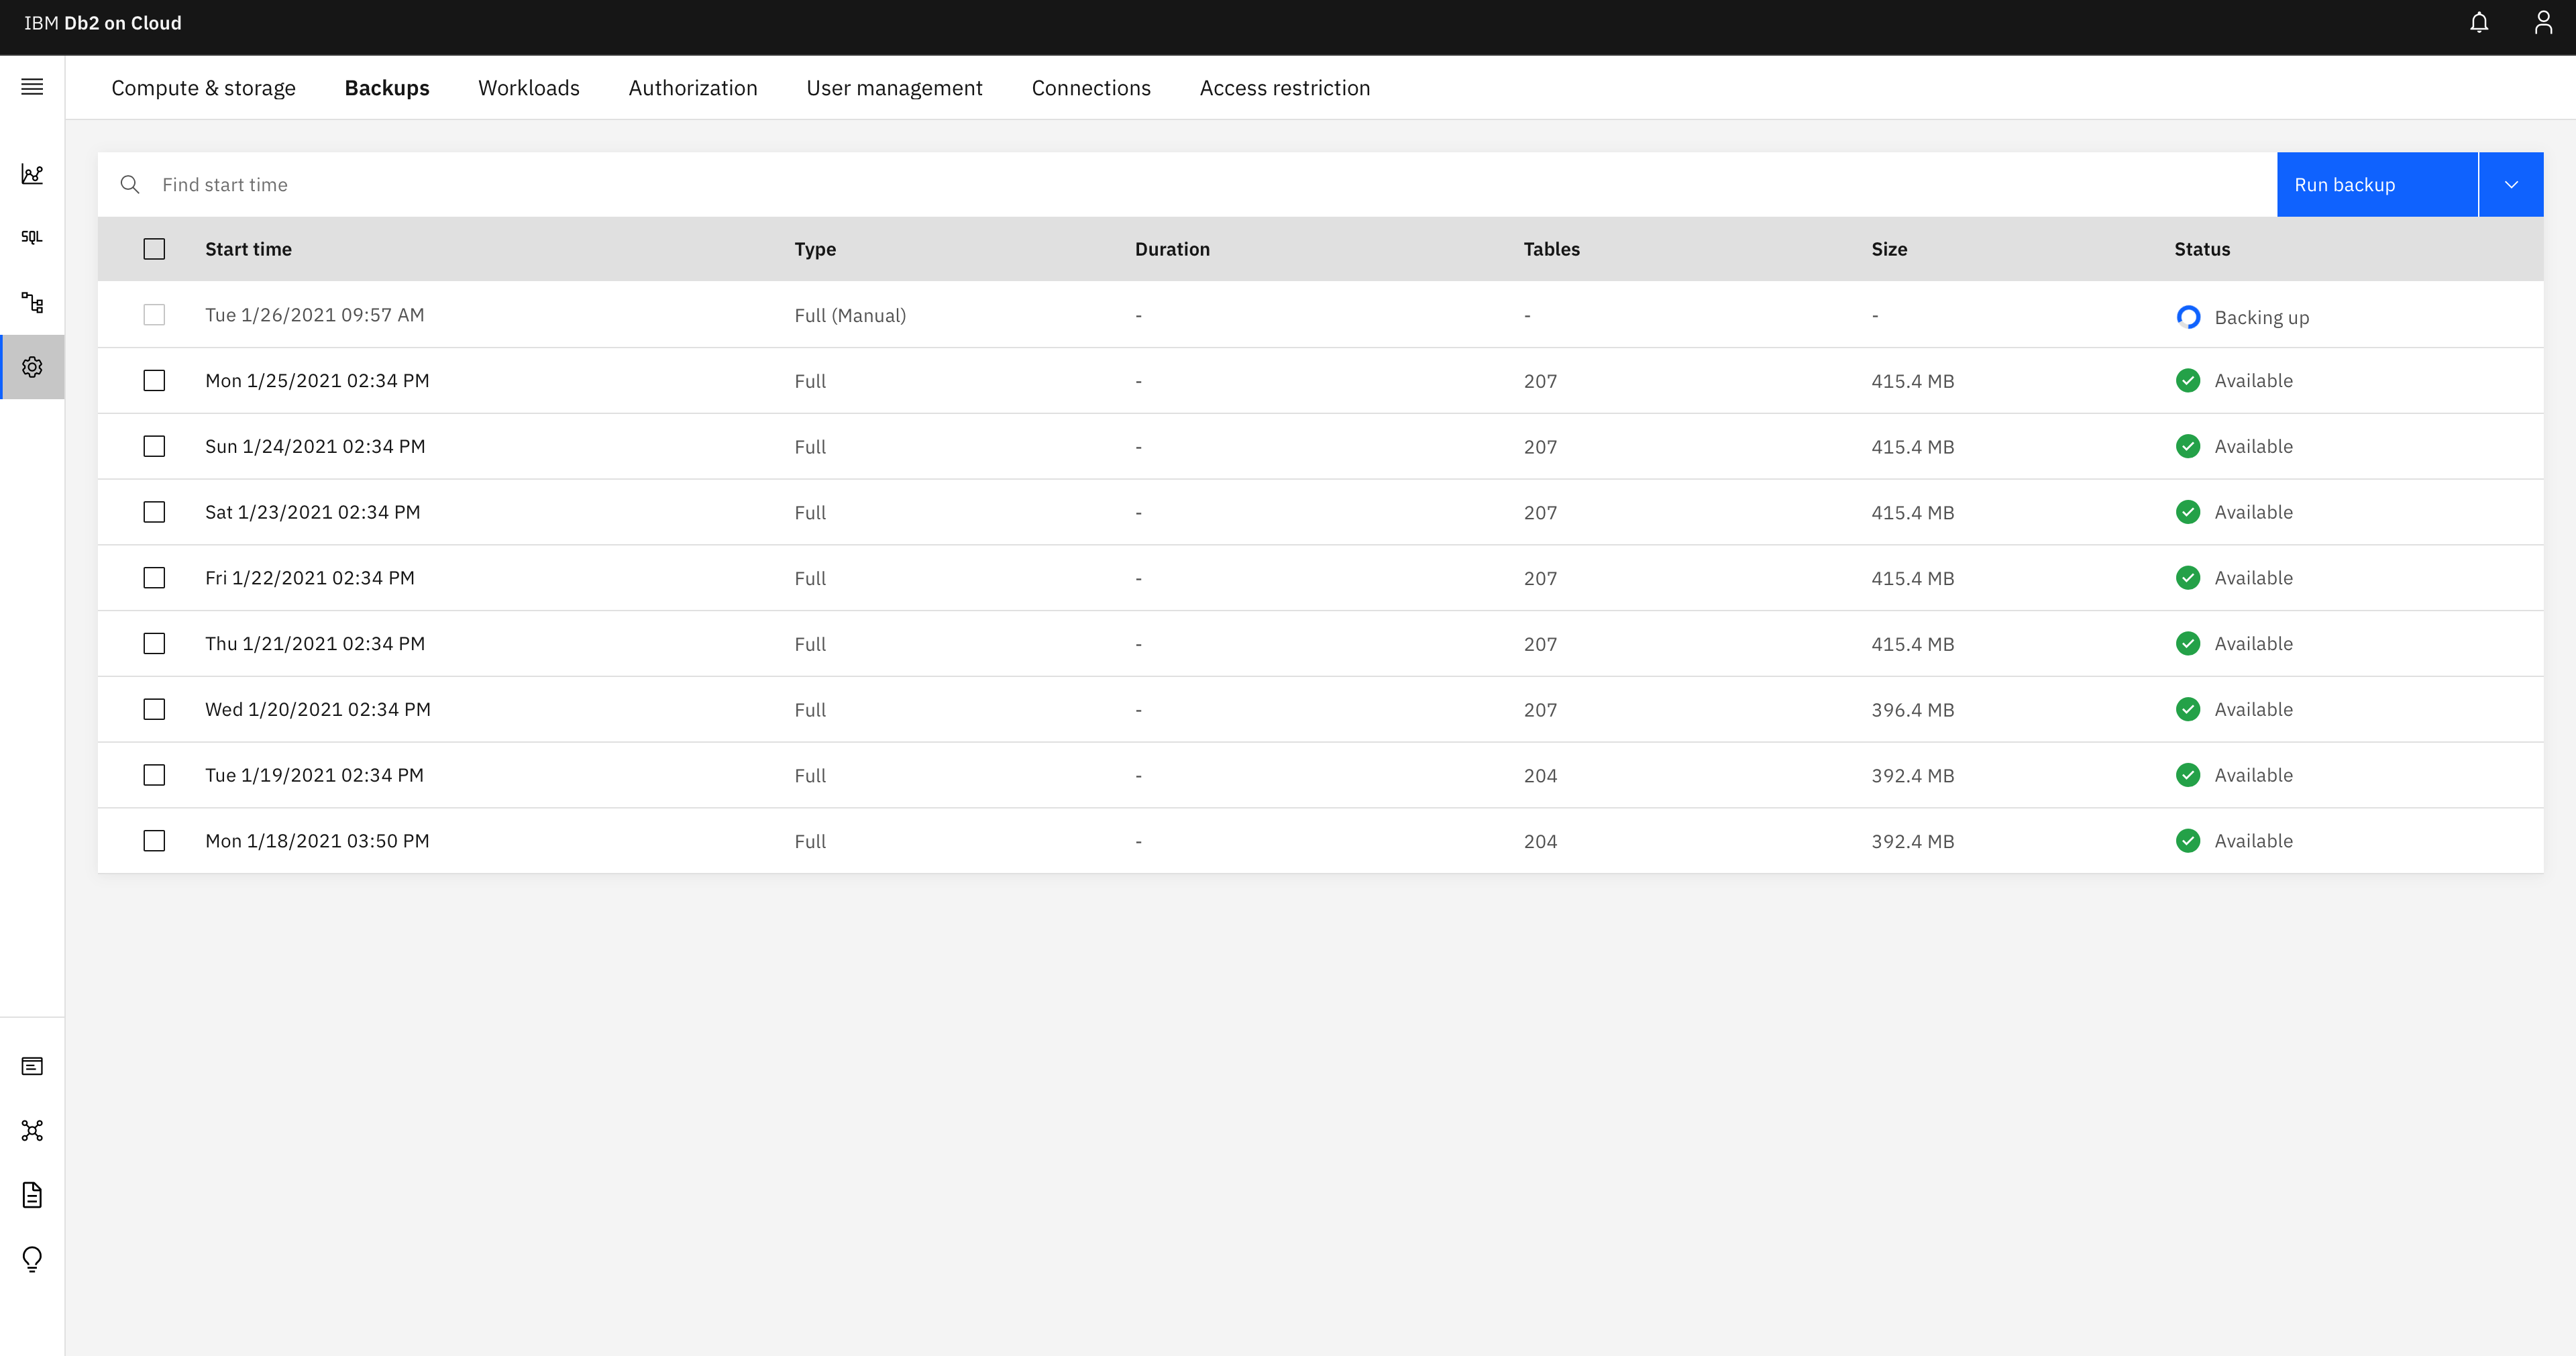 IBM Db2 on Cloud
Compute & storage Backups Workloads Authorization User management Connections Access restriction
Find start time Run backup
SQL
Start time Type Duration Tables Size Status
Tue 1/26/2021 09:57 AM Full (Manual) - - - Backing up
Mon 1/25/2021 02:34 PM Full - 207 415.4 MB Available
Sun 1/24/2021 02:34 PM Full - 207 415.4 MB Available
Sat 1/23/2021 02:34 PM Full - 207 415.4 MB Available
Fri 1/22/2021 02:34 PM Full - 207 415.4 MB Available
Thu 1/21/2021 02:34 PM Full - 207 415.4 MB Available
Wed 1/20/2021 02:34 PM Full - 207 396.4 MB Available
Tue 1/19/2021 02:34 PM Full - 204 392.4 MB Available
Mon 1/18/2021 03:50 PM Full - 204 392.4 MB Available